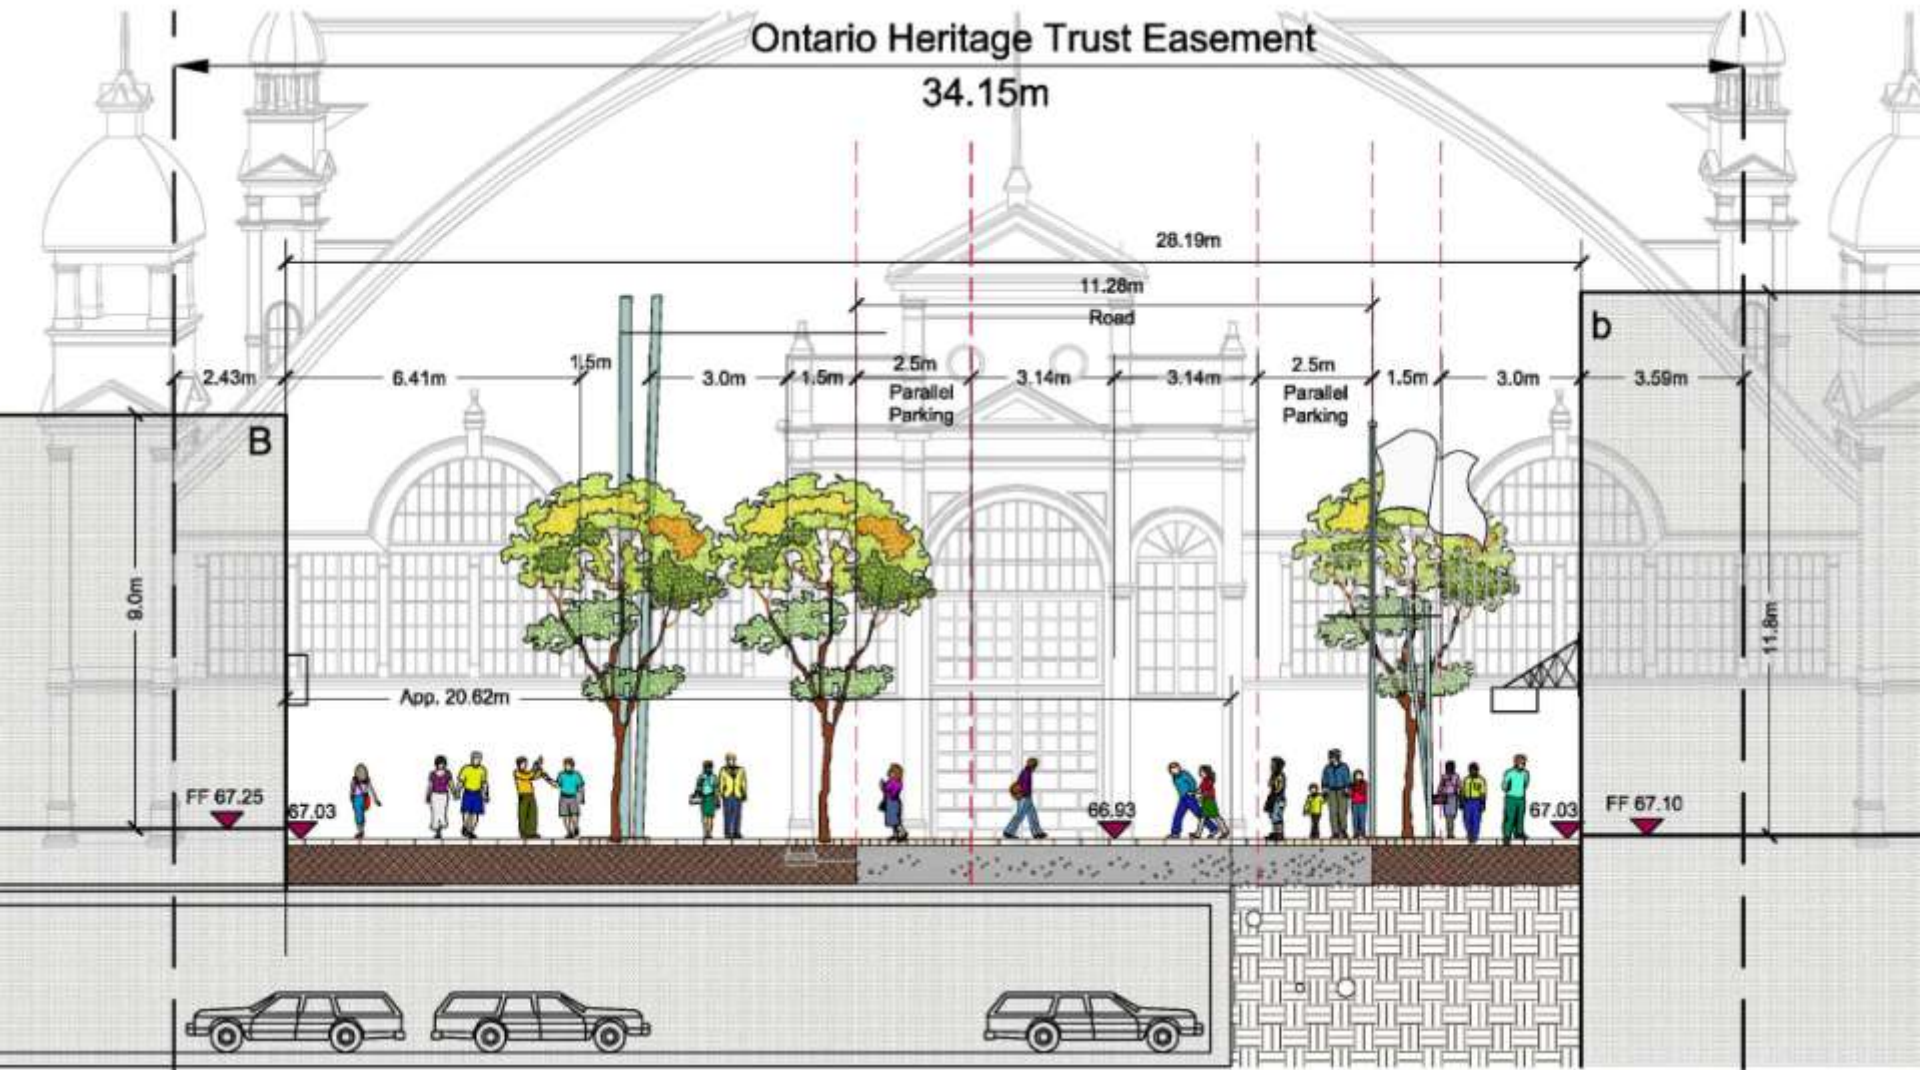 Ontario Heritage Trust Easement
34.15m
28.19m
11.28m
Road
b
2.43m
6.41m
1.5m
3.0m
1.5m
2.5m
Parallel
Parking
3.14m
3.14m
2.5m
Parallel
Parking
1.5m
3.0m
3.59m
B
9.0m
11.8m
App. 20.62m
FF 67.25
67.03
66.93
67.03
FF 67.10